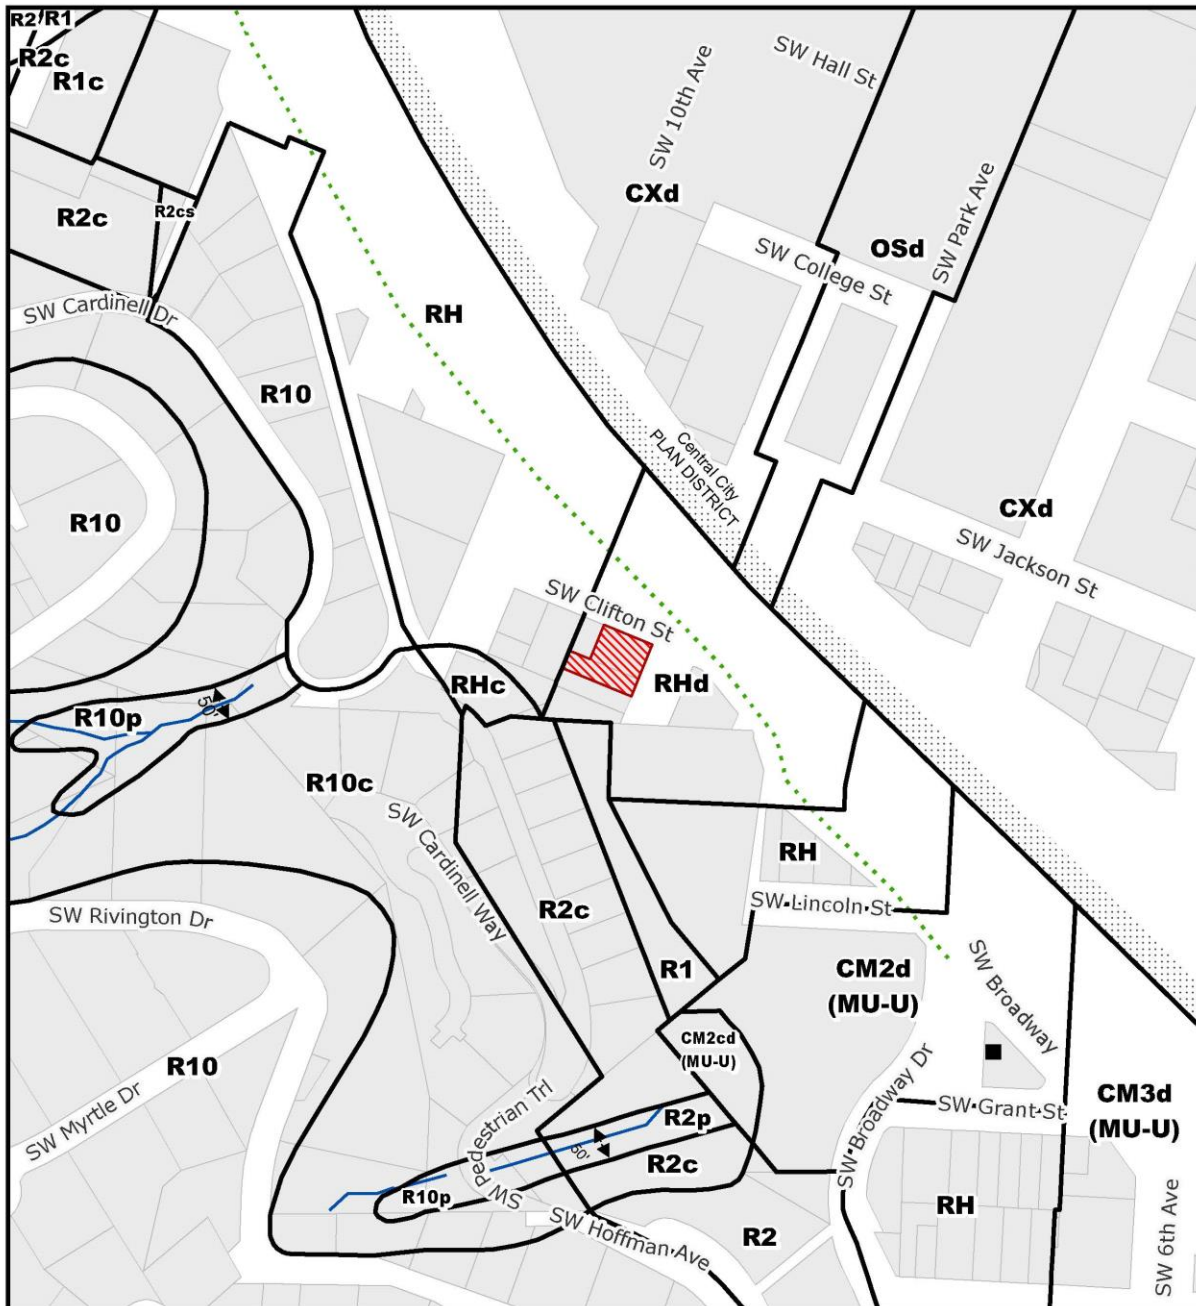 R2
R1
R2c
R1c
SW Hall St
SW 10th Ave
CXd
R2c
R2cs
SW Park Ave
OSd
SW College St
SW Cardinell Dr
RH
R10
Central City
PLAN DISTRICT
R10
CXd
SW Jackson St
SW Clifton St
RHc
RHd
R10p
50'
R10c
SW Cardinell Way
RH
SW Lincoln St
R2c
SW Rivington Dr
R1
CM2d
(MU-U)
SW Broadway
CM2cd
(MU-U)
R10
SW Myrtle Dr
SW Broadway Dr
CM3d
(MU-U)
SW Grant St
SW Pedestrian Trl
R2p
60'
R2c
R10p
SW Hoffman Ave
R2
RH
SW 6th Ave